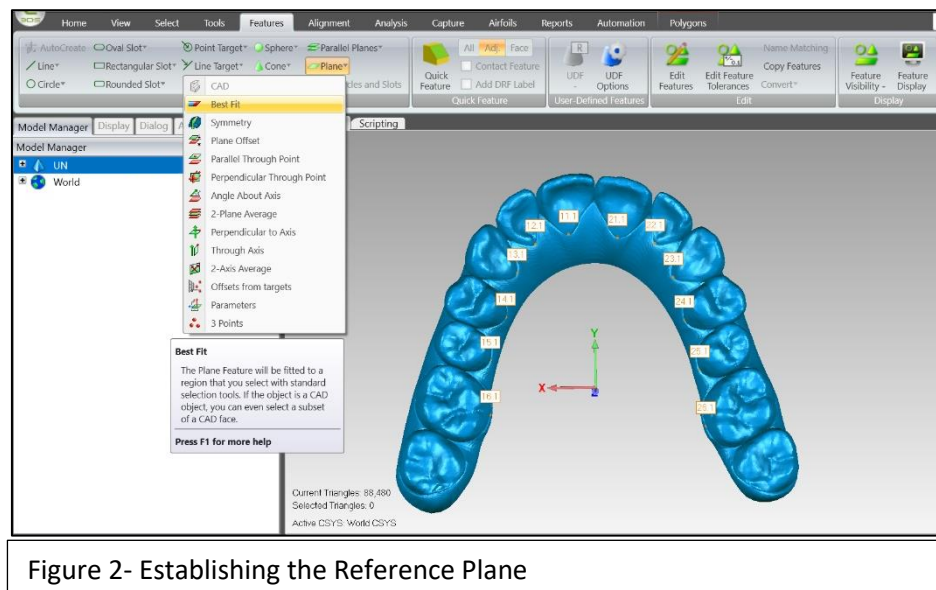 3DS
Home View Select Tools Features Alignment Analysis Capture Airfoils Reports Automation Polygons
AutoCreate Oval Slot Point Target Sphere Parallel Planes All Adj. Face Name Matching
Line Rectangular Slot Line Target Cone Plane Contact Feature Copy Features
Circle Rounded Slot les and Slots Add DRF Label Convert
Quick Feature UDF UDF Options Edit Features Edit Feature Tolerances Feature Visibility Feature Display
Quick Feature User-Defined Features Edit Display
Model Manager Display Dialog A Scripting
Model Manager
UN
World
CAD
Best Fit
Symmetry
Plane Offset
Parallel Through Point
Perpendicular Through Point
Angle About Axis
2-Plane Average
Perpendicular to Axis
Through Axis
2-Axis Average
Offsets from targets
Parameters
3 Points
Best Fit
The Plane Feature will be fitted to a
region that you select with standard
selection tools. If the object is a CAD
object, you can even select a subset
of a CAD face.
Press F1 for more help
12.1 11.1 21.1 22.1
13.1 23.1
14.1 24.1
15.1 25.1
16.1
Y
X
Current Triangles: 88,480
Selected Triangles: 0
Active CSYS: World CSYS
Figure 2- Establishing the Reference Plane